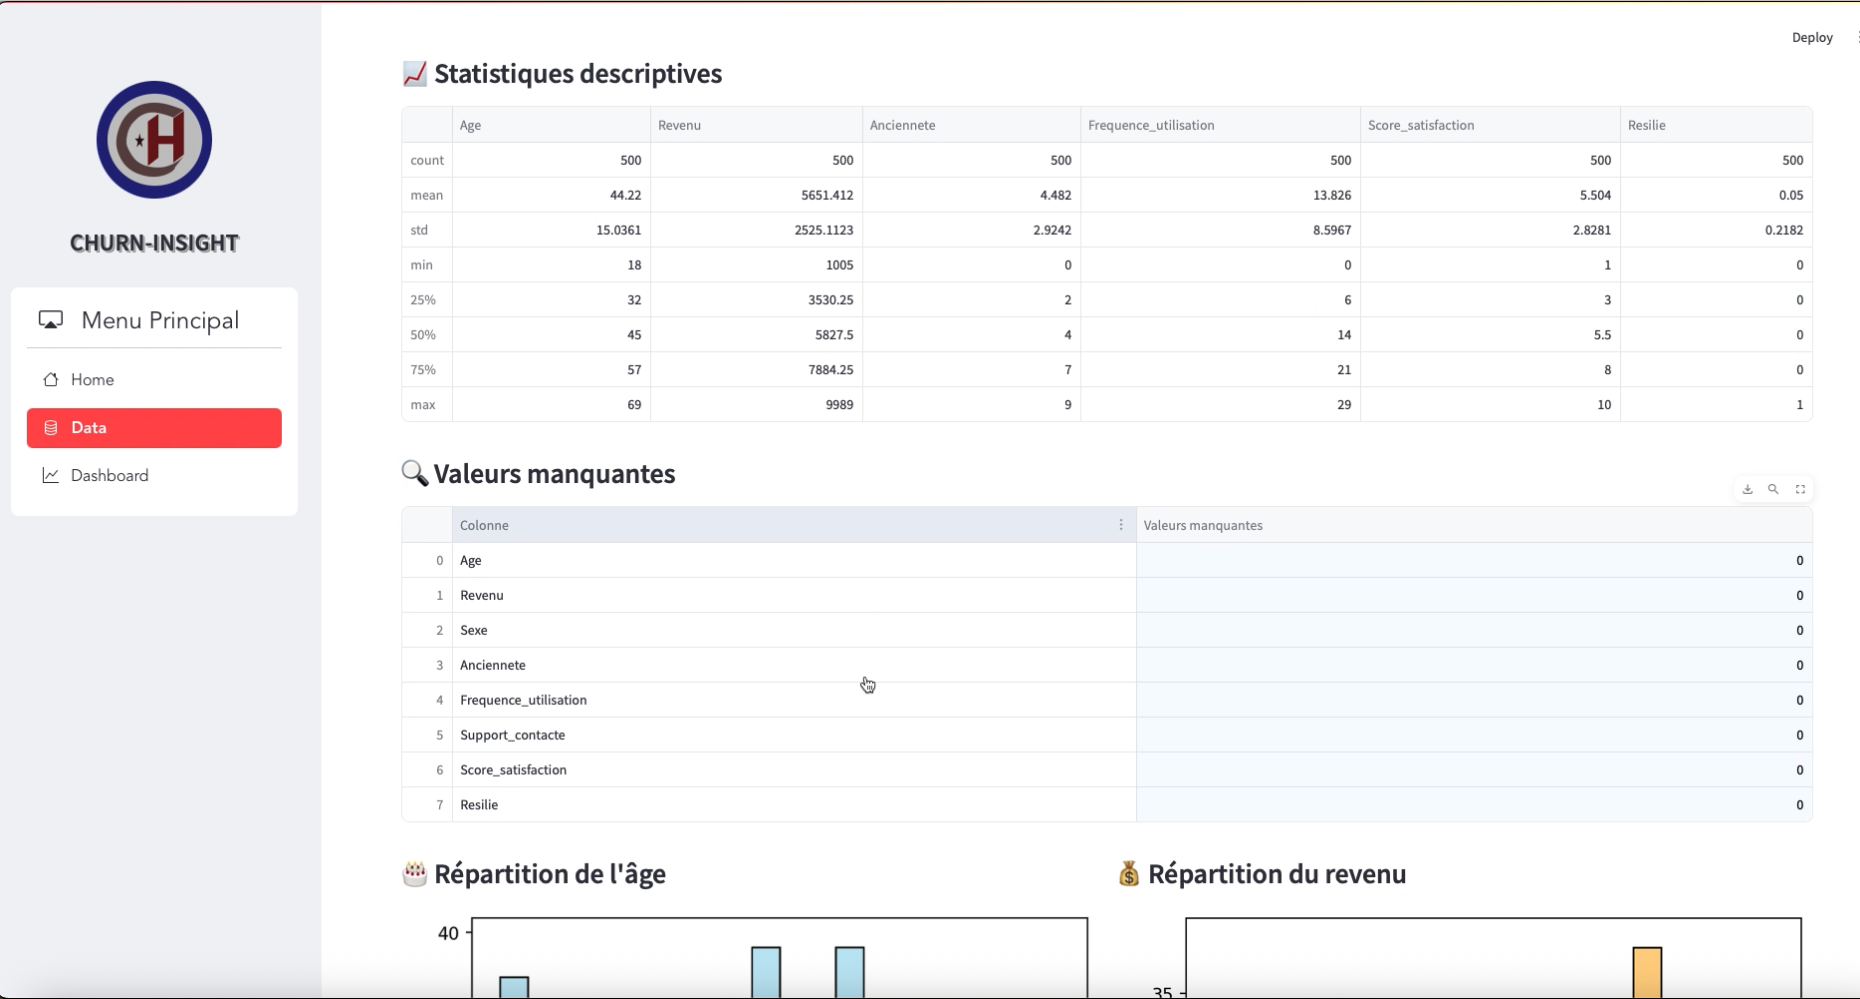 Deploy
CH
CHURN-INSIGHT
Menu Principal
Home
Data
Dashboard
📈 Statistiques descriptives
Age Revenu Anciennete Frequence_utilisation Score_satisfaction Resilie
count 500 500 500 500 500 500
mean 44.22 5651.412 4.482 13.826 5.504 0.05
std 15.0361 2525.1123 2.9242 8.5967 2.8281 0.2182
min 18 1005 0 0 1 0
25% 32 3530.25 2 6 3 0
50% 45 5827.5 4 14 5.5 0
75% 57 7884.25 7 21 8 0
max 69 9989 9 29 10 1
🔍 Valeurs manquantes
Colonne Valeurs manquantes
0 Age 0
1 Revenu 0
2 Sexe 0
3 Anciennete 0
4 Frequence_utilisation 0
5 Support_contacte 0
6 Score_satisfaction 0
7 Resilie 0
🎂 Répartition de l'âge
40
💰 Répartition du revenu
35